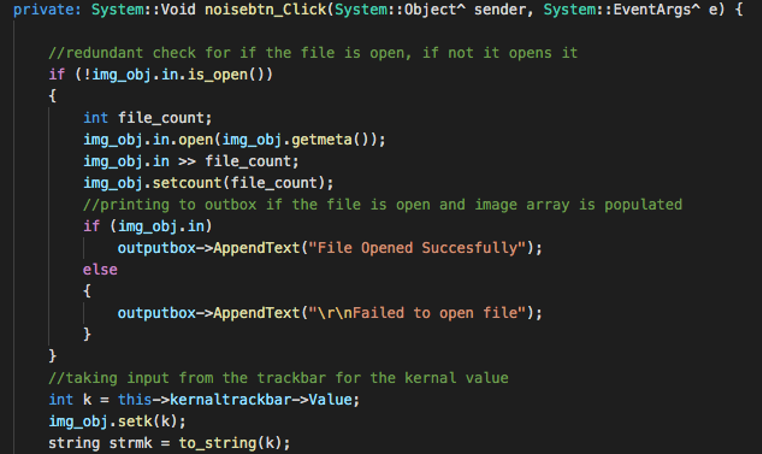 private: System::Void noisebtn_Click(System::Object^ sender, System::EventArgs^ e) {
//redundant check for if the file is open, if not it opens it
if (!img_obj.in.is_open())
{
int file_count;
img_obj.in.open(img_obj.getmeta());
img_obj.in >> file_count;
img_obj.setcount(file_count);
//printing to outbox if the file is open and image array is populated
if (img_obj.in)
outputbox->AppendText("File Opened Succesfully");
else
{
outputbox->AppendText("\r\nFailed to open file");
}
}
//taking input from the trackbar for the kernal value
int k = this->kernaltrackbar->Value;
img_obj.setk(k);
string strmk = to_string(k);